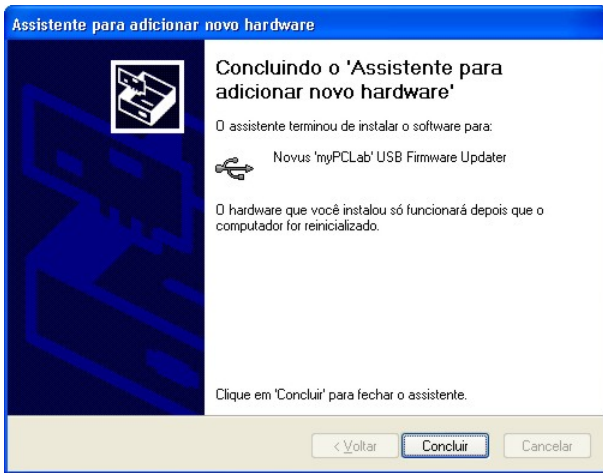 Assistente para adicionar novo hardware
Concluindo o 'Assistente para
adicionar novo hardware'
O assistente terminou de instalar o software para:
Novus 'myPCLab' USB Firmware Updater
O hardware que você instalou só funcionará depois que o
computador for reinicializado.
Clique em 'Concluir' para fechar o assistente.
< Voltar
Concluir
Cancelar